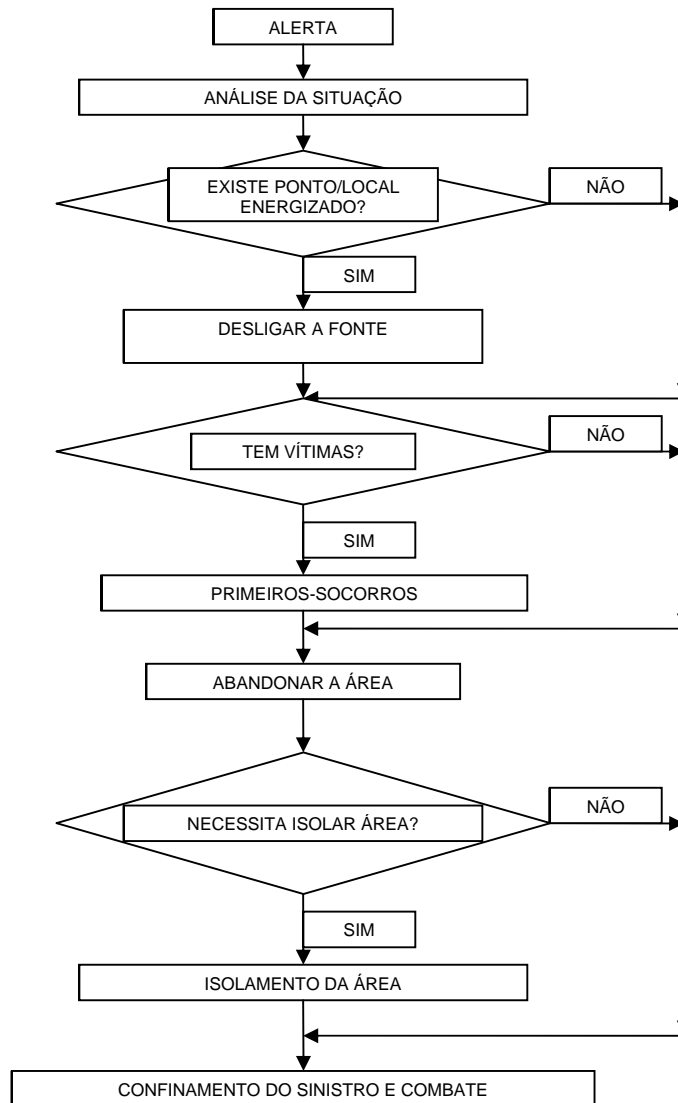 ALERTA
ANÁLISE DA SITUAÇÃO
EXISTE PONTO/LOCAL
ENERGIZADO?
NÃO
SIM
DESLIGAR A FONTE
TEM VÍTIMAS?
NÃO
SIM
PRIMEIROS-SOCORROS
ABANDONAR A ÁREA
NECESSITA ISOLAR ÁREA?
NÃO
SIM
ISOLAMENTO DA ÁREA
CONFINAMENTO DO SINISTRO E COMBATE